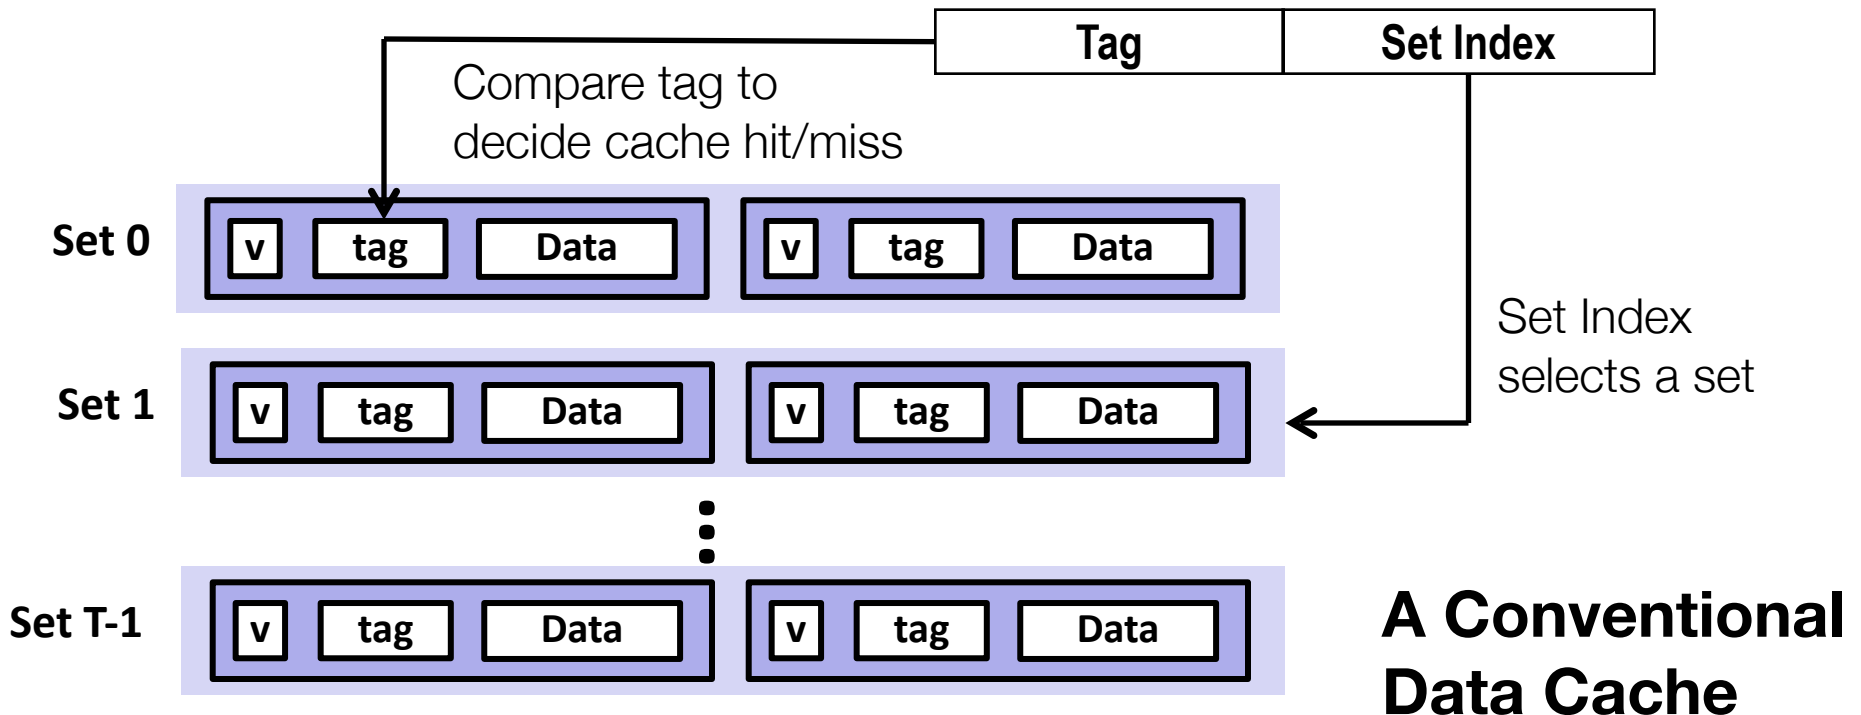 Tag Set Index
Compare tag to
decide cache hit/miss
Set 0 v tag Data v tag Data
Set Index
selects a set
Set 1 v tag Data v tag Data
Set T-1 v tag Data v tag Data
A Conventional
Data Cache